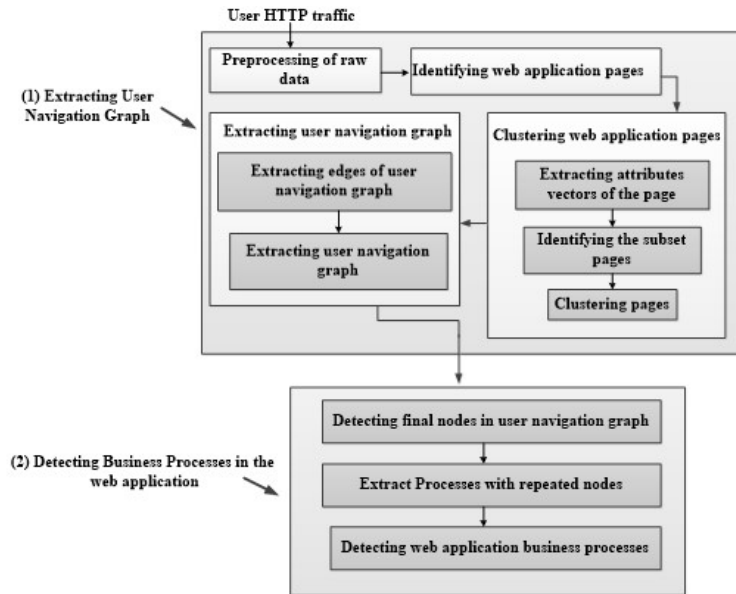 User HTTP traffic
Preprocessing of raw
data
Identifying web application pages
(1) Extracting User
Navigation Graph
Extracting user navigation graph
Extracting edges of user
navigation graph
Extracting user navigation
graph
Clustering web application pages
Extracting attributes
vectors of the page
Identifying the subset
pages
Clustering pages
(2) Detecting Business Processes in the
web application
Detecting final nodes in user navigation graph
Extract Processes with repeated nodes
Detecting web application business processes